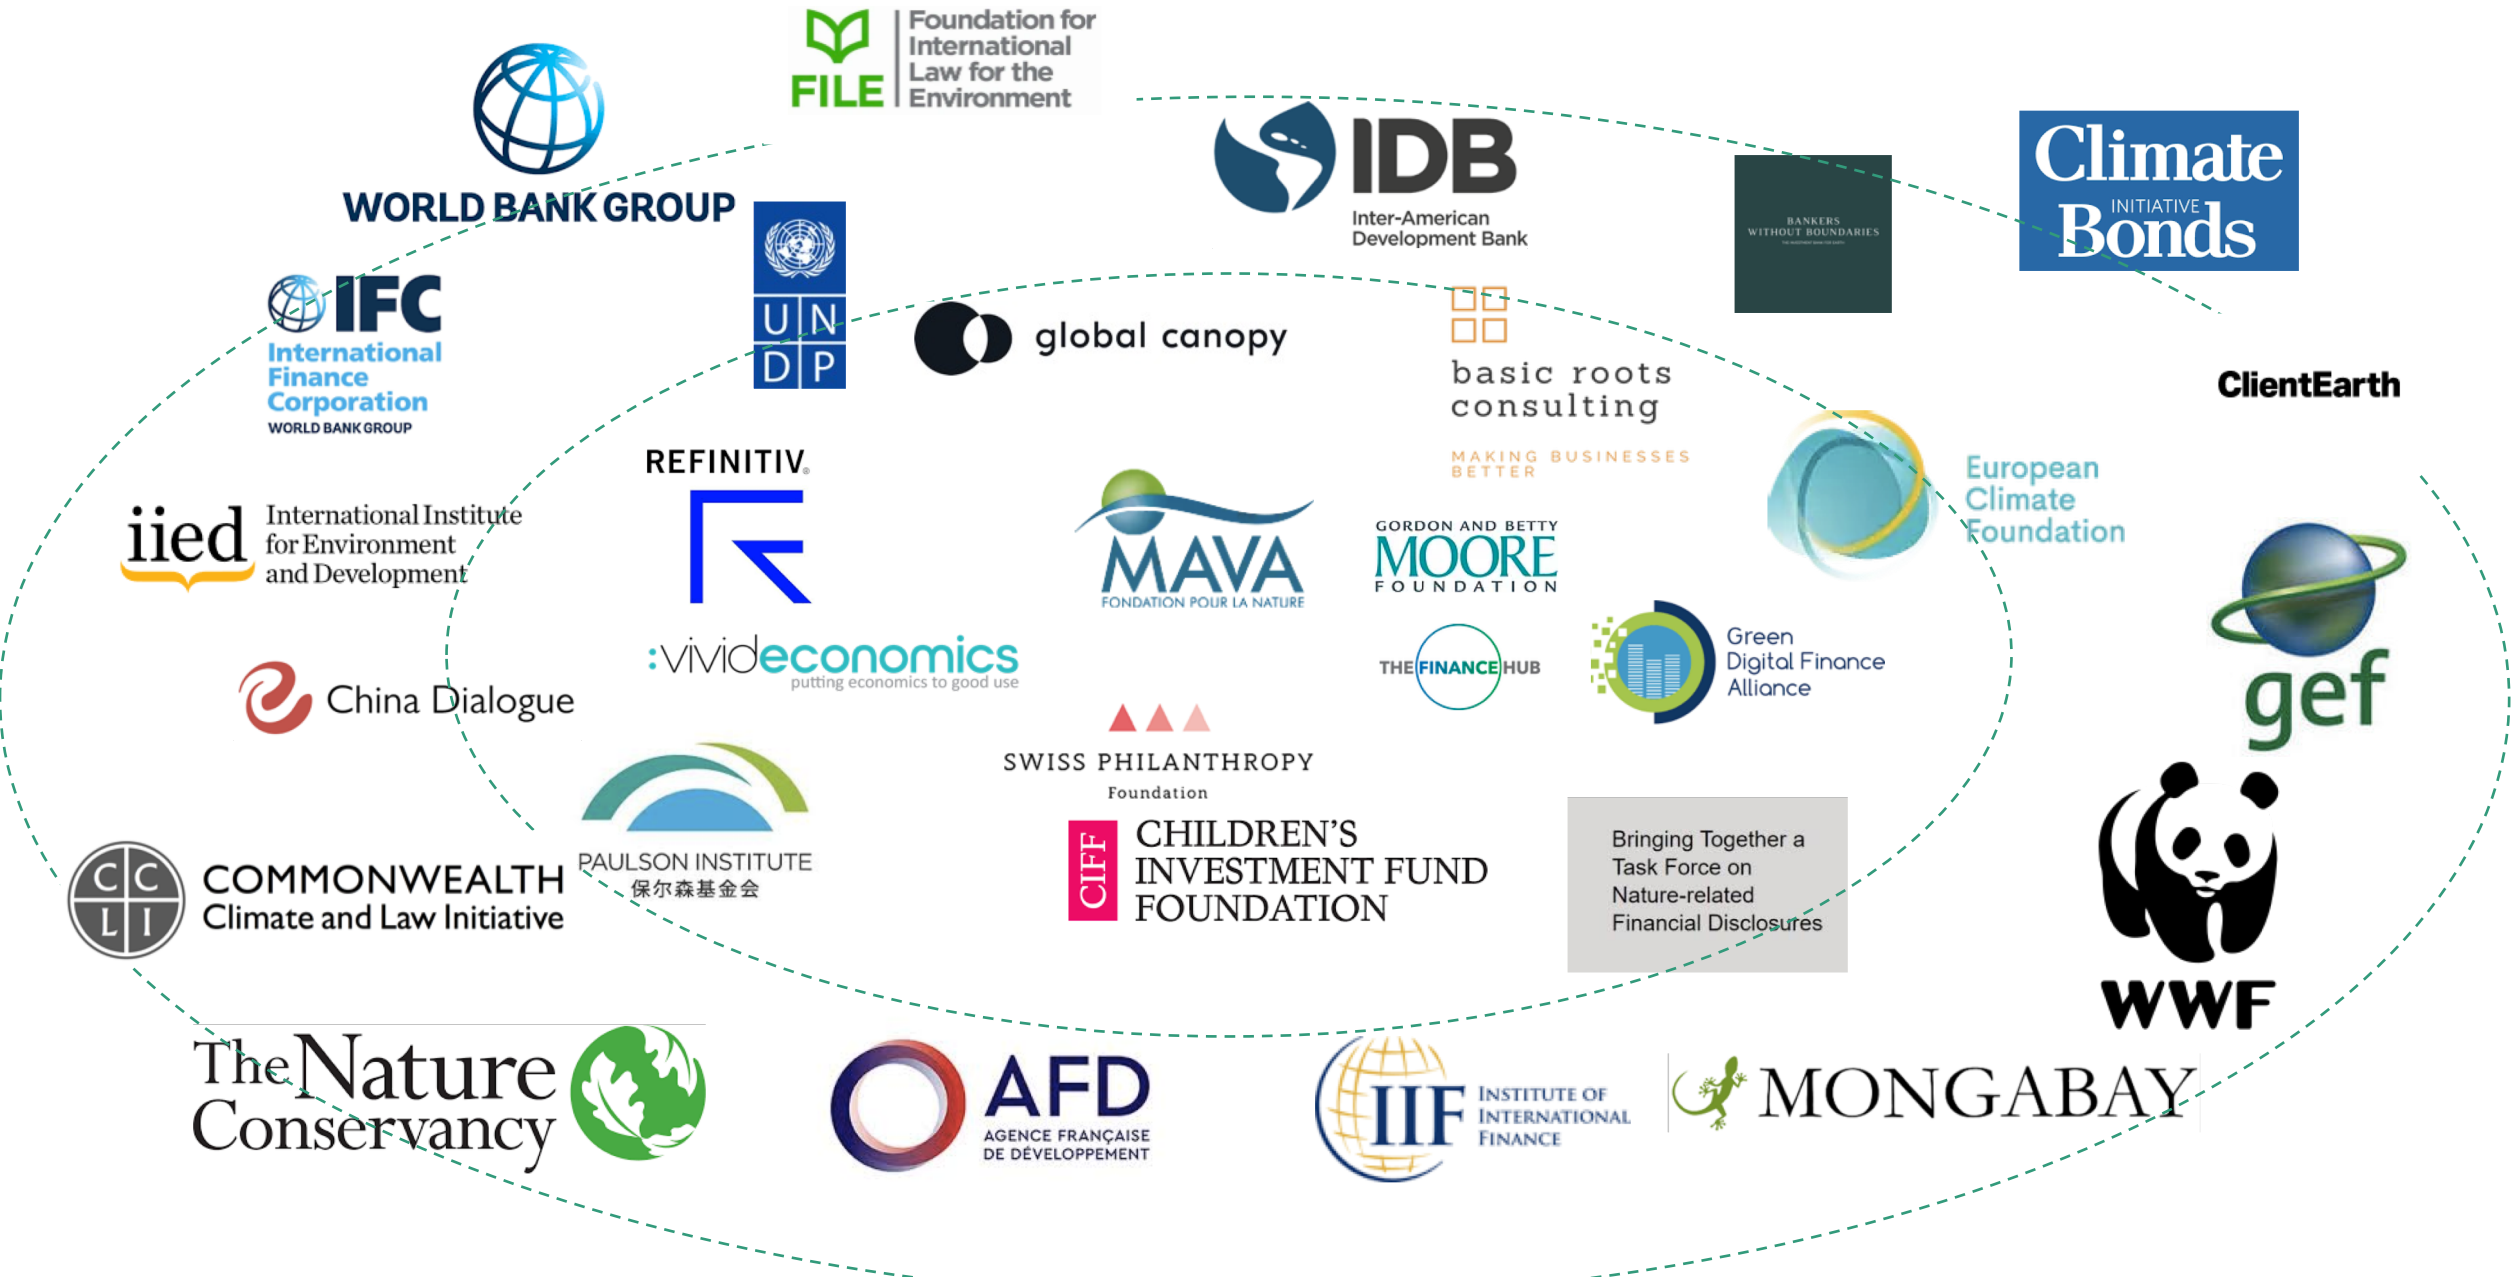 FILE
Foundation for
International
Law for the
Environment
WORLD BANK GROUP
IDB
Inter-American
Development Bank
BANKERS
WITHOUT BOUNDARIES
Climate
INITIATIVE
Bonds
IFC
International
Finance
Corporation
WORLD BANK GROUP
U N
D P
global canopy
basic roots
consulting
MAKING BUSINESSES
BETTER
ClientEarth
REFINITIV
European
Climate
Foundation
iied
International Institute
for Environment
and Development
MAVA
FONDATION POUR LA NATURE
GORDON AND BETTY
MOORE
FOUNDATION
gef
:vivideconomics
putting economics to good use
THE FINANCE HUB
Green
Digital Finance
Alliance
China Dialogue
SWISS PHILANTHROPY
Foundation
PAULSON INSTITUTE
保尔森基金会
CIFF
CHILDREN'S
INVESTMENT FUND
FOUNDATION
Bringing Together a
Task Force on
Nature-related
Financial Disclosures
C C
L I
COMMONWEALTH
Climate and Law Initiative
WWF
The Nature
Conservancy
AFD
AGENCE FRANÇAISE
DE DÉVELOPPEMENT
IIF
INSTITUTE OF
INTERNATIONAL
FINANCE
MONGABAY